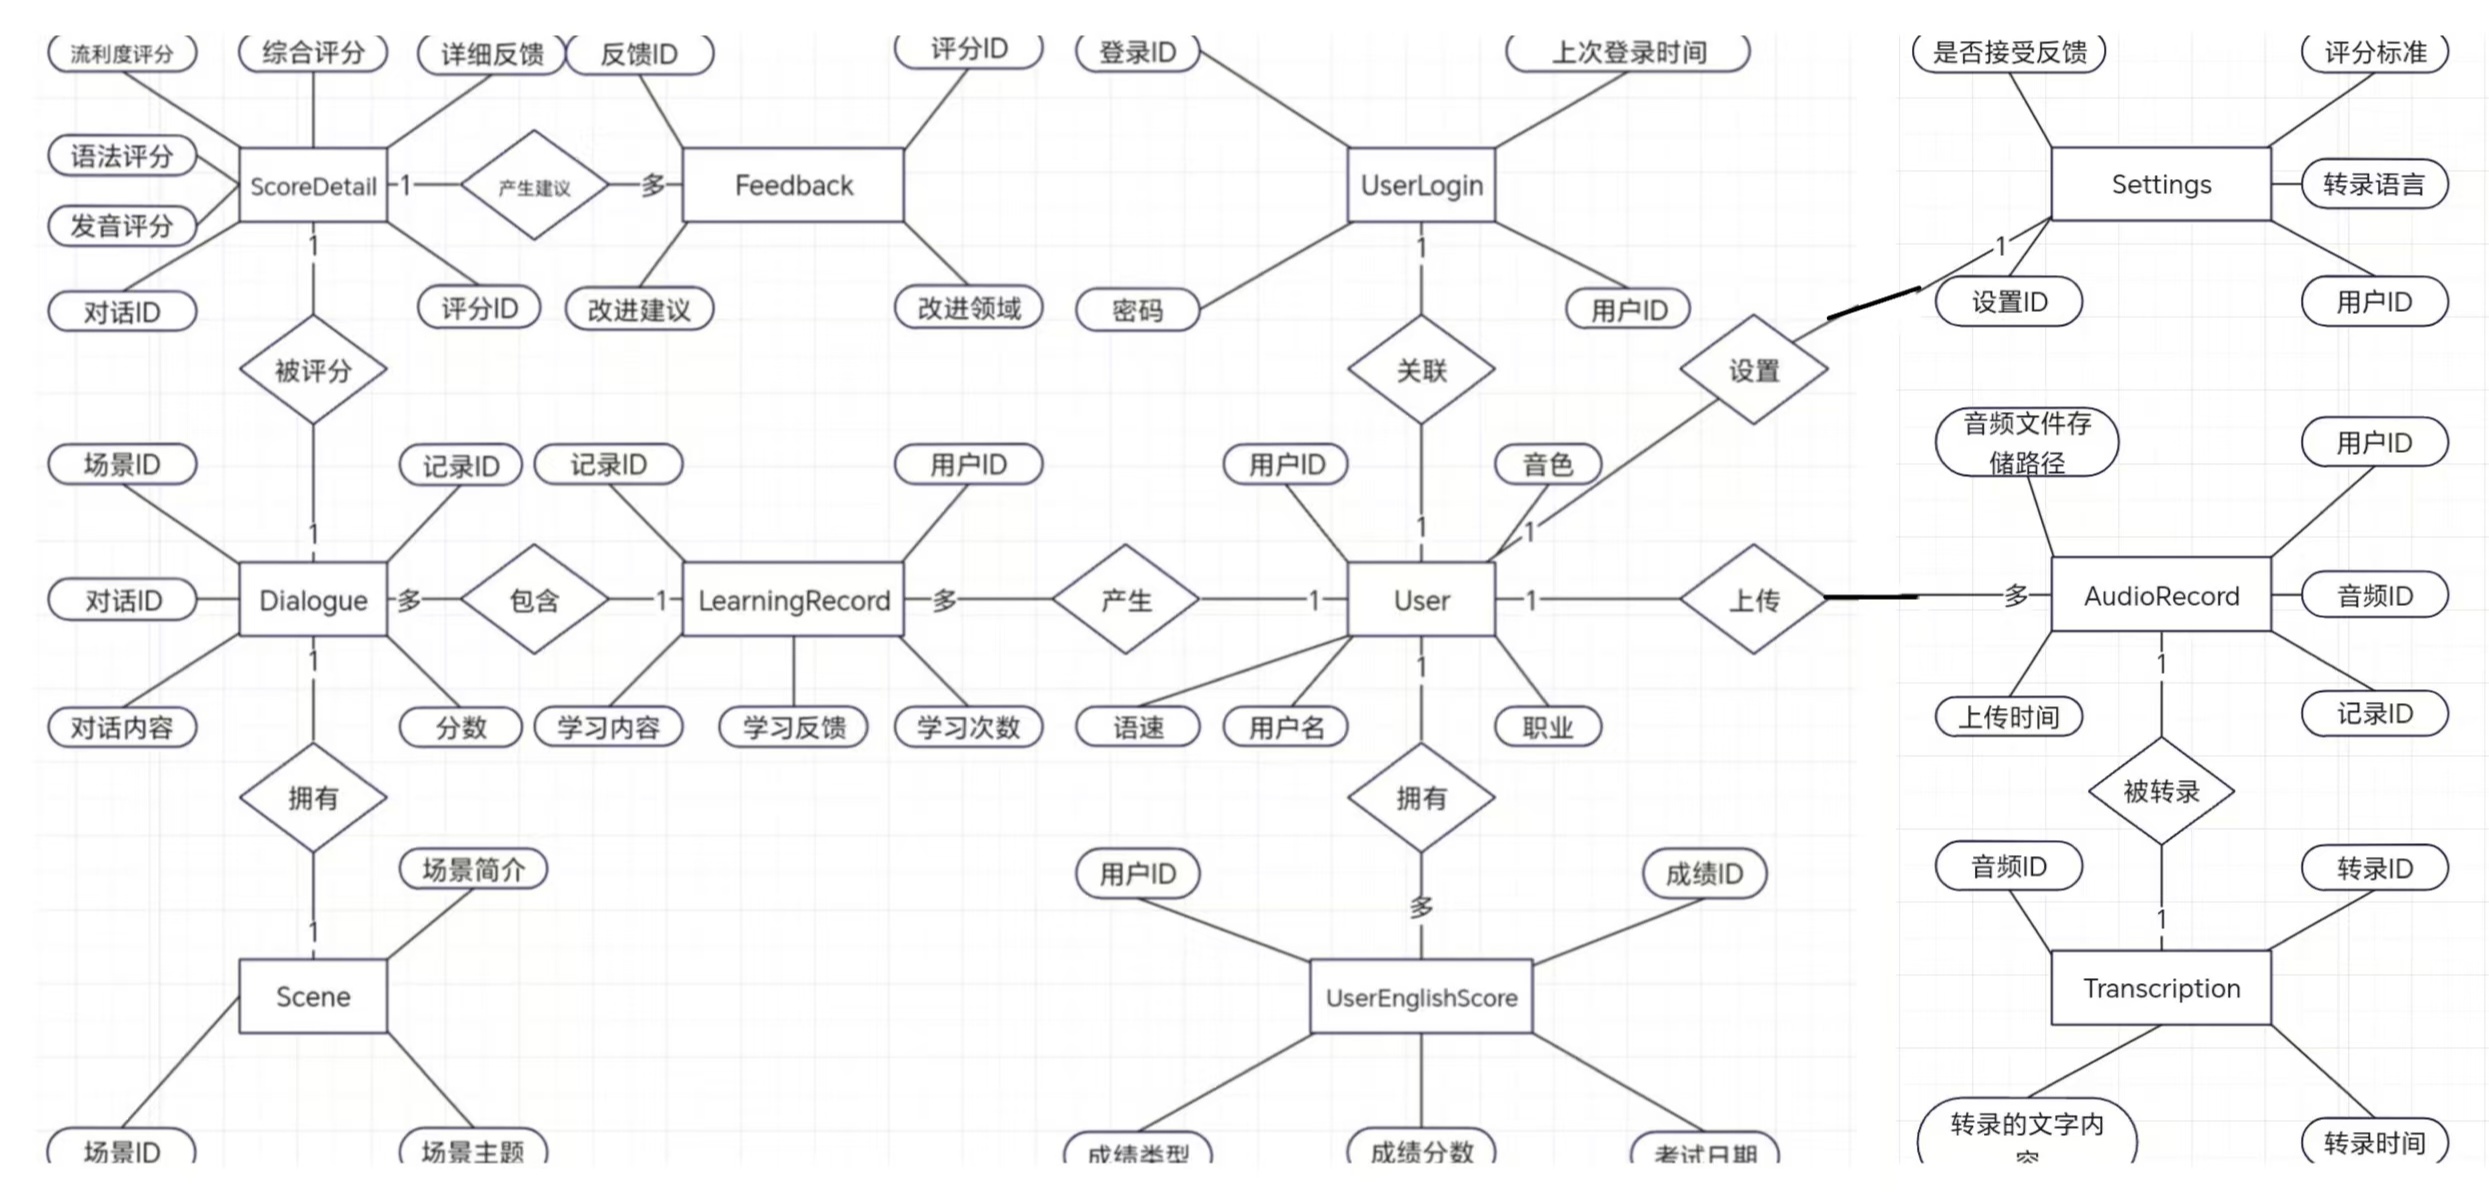 流利度评分
综合评分
详细反馈
反馈ID
评分ID
登录ID
上次登录时间
是否接受反馈
评分标准
语法评分
ScoreDetail
1
产生建议
多
Feedback
UserLogin
Settings
转录语言
发音评分
1
1
1
对话ID
评分ID
改进建议
改进领域
密码
用户ID
设置ID
用户ID
被评分
关联
设置
场景ID
记录ID
记录ID
用户ID
用户ID
音色
音频文件存
储路径
用户ID
1
1
1
对话ID
Dialogue
多
包含
1
LearningRecord
多
产生
1
User
1
上传
多
AudioRecord
音频ID
1
1
1
对话内容
分数
学习内容
学习反馈
学习次数
语速
用户名
职业
上传时间
记录ID
拥有
拥有
被转录
场景简介
用户ID
成绩ID
音频ID
转录ID
1
多
1
Scene
UserEnglishScore
Transcription
场景ID
场景主题
成绩类型
成绩分数
考试日期
转录的文字内
容
转录时间